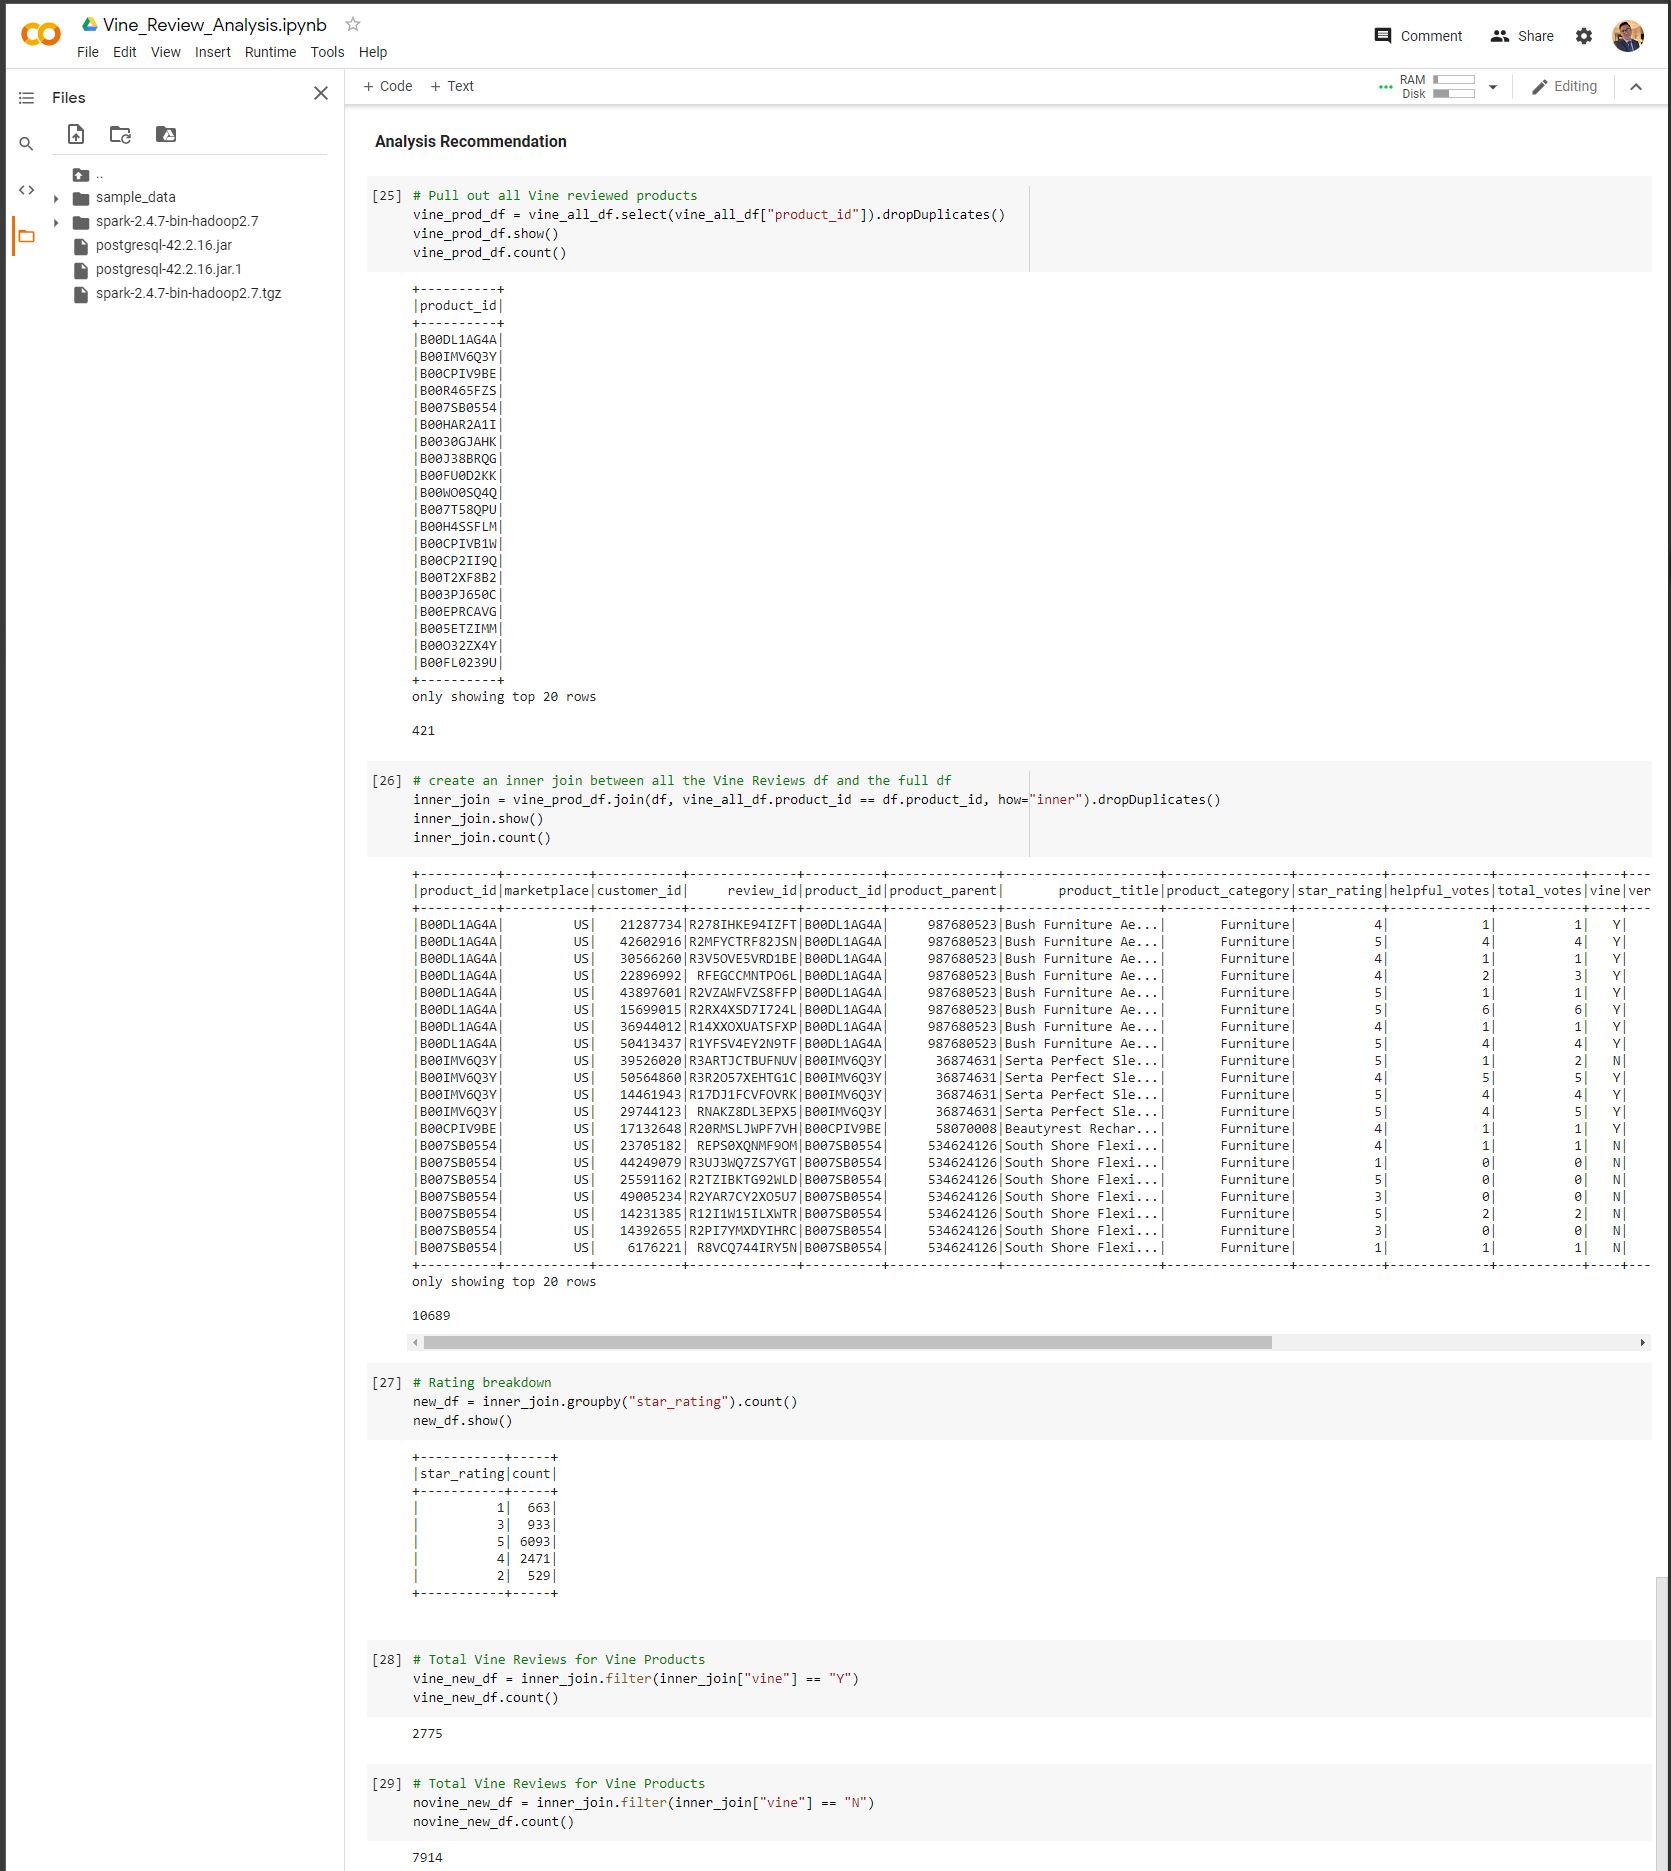 Vine_Review_Analysis.ipynb
File Edit View Insert Runtime Tools Help
Comment Share
Files
+ Code + Text
RAM
Disk
Editing
..
sample_data
spark-2.4.7-bin-hadoop2.7
postgresql-42.2.16.jar
postgresql-42.2.16.jar.1
spark-2.4.7-bin-hadoop2.7.tgz
Analysis Recommendation
[25] # Pull out all Vine reviewed products
vine_prod_df = vine_all_df.select(vine_all_df["product_id"]).dropDuplicates()
vine_prod_df.show()
vine_prod_df.count()
+----------+
|product_id|
+----------+
|B00DL1AG4A|
|B00IMV6Q3Y|
|B00CPIV9BE|
|B00R465FZS|
|B007SB0554|
|B00HAR2A1I|
|B0030GJAHK|
|B00J38BRQG|
|B00FU0D2KK|
|B00WO0SQ4Q|
|B007T58QPU|
|B00H4SSFLM|
|B00CPIVB1W|
|B00CP2II9Q|
|B00T2XF8B2|
|B003PJ650C|
|B00EPRCAVG|
|B005ETZIMM|
|B00O32ZX4Y|
|B00FL0239U|
+----------+
only showing top 20 rows
421
[26] # create an inner join between all the Vine Reviews df and the full df
inner_join = vine_prod_df.join(df, vine_all_df.product_id == df.product_id, how="inner").dropDuplicates()
inner_join.show()
inner_join.count()
+----------+-----------+-----------+--------------+----------+--------------+--------------------+----------------+-----------+-------------+-----------+----+---
|product_id|marketplace|customer_id|     review_id|product_id|product_parent|       product_title|product_category|star_rating|helpful_votes|total_votes|vine|ver
+----------+-----------+-----------+--------------+----------+--------------+--------------------+----------------+-----------+-------------+-----------+----+---
|B00DL1AG4A|         US|   21287734|R278IHKE94IZFT|B00DL1AG4A|     987680523|Bush Furniture Ae...|       Furniture|          4|            1|          1|   Y|
|B00DL1AG4A|         US|   42602916|R2MFYCTRF82JSN|B00DL1AG4A|     987680523|Bush Furniture Ae...|       Furniture|          5|            4|          4|   Y|
|B00DL1AG4A|         US|   30566260|R3V5OVE5VRD1BE|B00DL1AG4A|     987680523|Bush Furniture Ae...|       Furniture|          4|            1|          1|   Y|
|B00DL1AG4A|         US|   22896992| RFEGCCMNTPO6L|B00DL1AG4A|     987680523|Bush Furniture Ae...|       Furniture|          4|            2|          3|   Y|
|B00DL1AG4A|         US|   43897601|R2VZAWFVZS8FFP|B00DL1AG4A|     987680523|Bush Furniture Ae...|       Furniture|          5|            1|          1|   Y|
|B00DL1AG4A|         US|   15699015|R2RX4XSD7I724L|B00DL1AG4A|     987680523|Bush Furniture Ae...|       Furniture|          5|            6|          6|   Y|
|B00DL1AG4A|         US|   36944012|R14XXOXUATSFXP|B00DL1AG4A|     987680523|Bush Furniture Ae...|       Furniture|          4|            1|          1|   Y|
|B00DL1AG4A|         US|   50413437|R1YFSV4EY2N9TF|B00DL1AG4A|     987680523|Bush Furniture Ae...|       Furniture|          5|            4|          4|   Y|
|B00IMV6Q3Y|         US|   39526020|R3ARTJCTBUFNUV|B00IMV6Q3Y|      36874631|Serta Perfect Sle...|       Furniture|          5|            1|          2|   N|
|B00IMV6Q3Y|         US|   50564860|R3R2O57XEHTG1C|B00IMV6Q3Y|      36874631|Serta Perfect Sle...|       Furniture|          4|            5|          5|   Y|
|B00IMV6Q3Y|         US|   14461943|R17DJ1FCVFOVRK|B00IMV6Q3Y|      36874631|Serta Perfect Sle...|       Furniture|          5|            4|          4|   Y|
|B00IMV6Q3Y|         US|   29744123| RNAKZ8DL3EPX5|B00IMV6Q3Y|      36874631|Serta Perfect Sle...|       Furniture|          5|            4|          5|   Y|
|B00CPIV9BE|         US|   17132648|R20RMSLJWPF7VH|B00CPIV9BE|      58070008|Beautyrest Rechar...|       Furniture|          4|            1|          1|   Y|
|B007SB0554|         US|   23705182| REPS0XQNMF9OM|B007SB0554|     534624126|South Shore Flexi...|       Furniture|          4|            1|          1|   N|
|B007SB0554|         US|   44249079|R3UJ3WQ7ZS7YGT|B007SB0554|     534624126|South Shore Flexi...|       Furniture|          1|            0|          0|   N|
|B007SB0554|         US|   25591162|R2TZIBKTG92WLD|B007SB0554|     534624126|South Shore Flexi...|       Furniture|          5|            0|          0|   N|
|B007SB0554|         US|   49005234|R2YAR7CY2XO5U7|B007SB0554|     534624126|South Shore Flexi...|       Furniture|          3|            0|          0|   N|
|B007SB0554|         US|   14231385|R12I1W15ILXWTR|B007SB0554|     534624126|South Shore Flexi...|       Furniture|          5|            2|          2|   N|
|B007SB0554|         US|   14392655|R2PI7YMXDYIHRC|B007SB0554|     534624126|South Shore Flexi...|       Furniture|          3|            0|          0|   N|
|B007SB0554|         US|    6176221| R8VCQ744IRY5N|B007SB0554|     534624126|South Shore Flexi...|       Furniture|          1|            1|          1|   N|
+----------+-----------+-----------+--------------+----------+--------------+--------------------+----------------+-----------+-------------+-----------+----+---
only showing top 20 rows
10689
[27] # Rating breakdown
new_df = inner_join.groupby("star_rating").count()
new_df.show()
+-----------+-----+
|star_rating|count|
+-----------+-----+
|          1|  663|
|          3|  933|
|          5| 6093|
|          4| 2471|
|          2|  529|
+-----------+-----+
[28] # Total Vine Reviews for Vine Products
vine_new_df = inner_join.filter(inner_join["vine"] == "Y")
vine_new_df.count()
2775
[29] # Total Vine Reviews for Vine Products
novine_new_df = inner_join.filter(inner_join["vine"] == "N")
novine_new_df.count()
7914